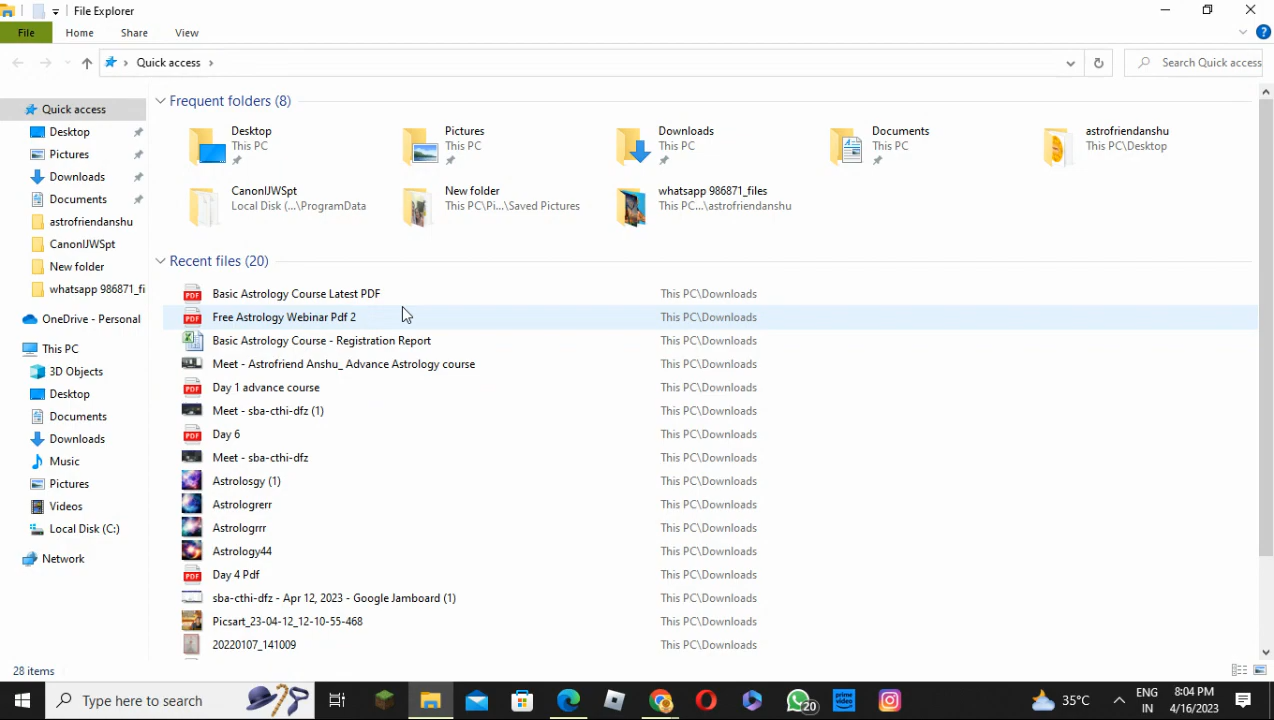 File Explorer
File
Home
Share
View
Quick access
Search Quick access
Quick access
Desktop
Pictures
Downloads
Documents
astrofriendanshu
CanonIJWSpt
New folder
whatsapp 986871_fi
OneDrive - Personal
This PC
3D Objects
Desktop
Documents
Downloads
Music
Pictures
Videos
Local Disk (C:)
Network
Frequent folders (8)
Desktop
This PC
Pictures
This PC
Downloads
This PC
Documents
This PC
astrofriendanshu
This PC\Desktop
CanonIJWSpt
Local Disk (...\ProgramData
New folder
This PC\Pi...\Saved Pictures
whatsapp 986871_files
This PC...\astrofriendanshu
Recent files (20)
Basic Astrology Course Latest PDF This PC\Downloads
Free Astrology Webinar Pdf 2 This PC\Downloads
Basic Astrology Course - Registration Report This PC\Downloads
Meet - Astrofriend Anshu_ Advance Astrology course This PC\Downloads
Day 1 advance course This PC\Downloads
Meet - sba-cthi-dfz (1) This PC\Downloads
Day 6 This PC\Downloads
Meet - sba-cthi-dfz This PC\Downloads
Astrolosgy (1) This PC\Downloads
Astrologrerr This PC\Downloads
Astrologrrr This PC\Downloads
Astrology44 This PC\Downloads
Day 4 Pdf This PC\Downloads
sba-cthi-dfz - Apr 12, 2023 - Google Jamboard (1) This PC\Downloads
Picsart_23-04-12_12-10-55-468 This PC\Downloads
20220107_141009 This PC\Downloads
28 items
Type here to search
20
prime video
35°C
ENG
IN
8:04 PM
4/16/2023